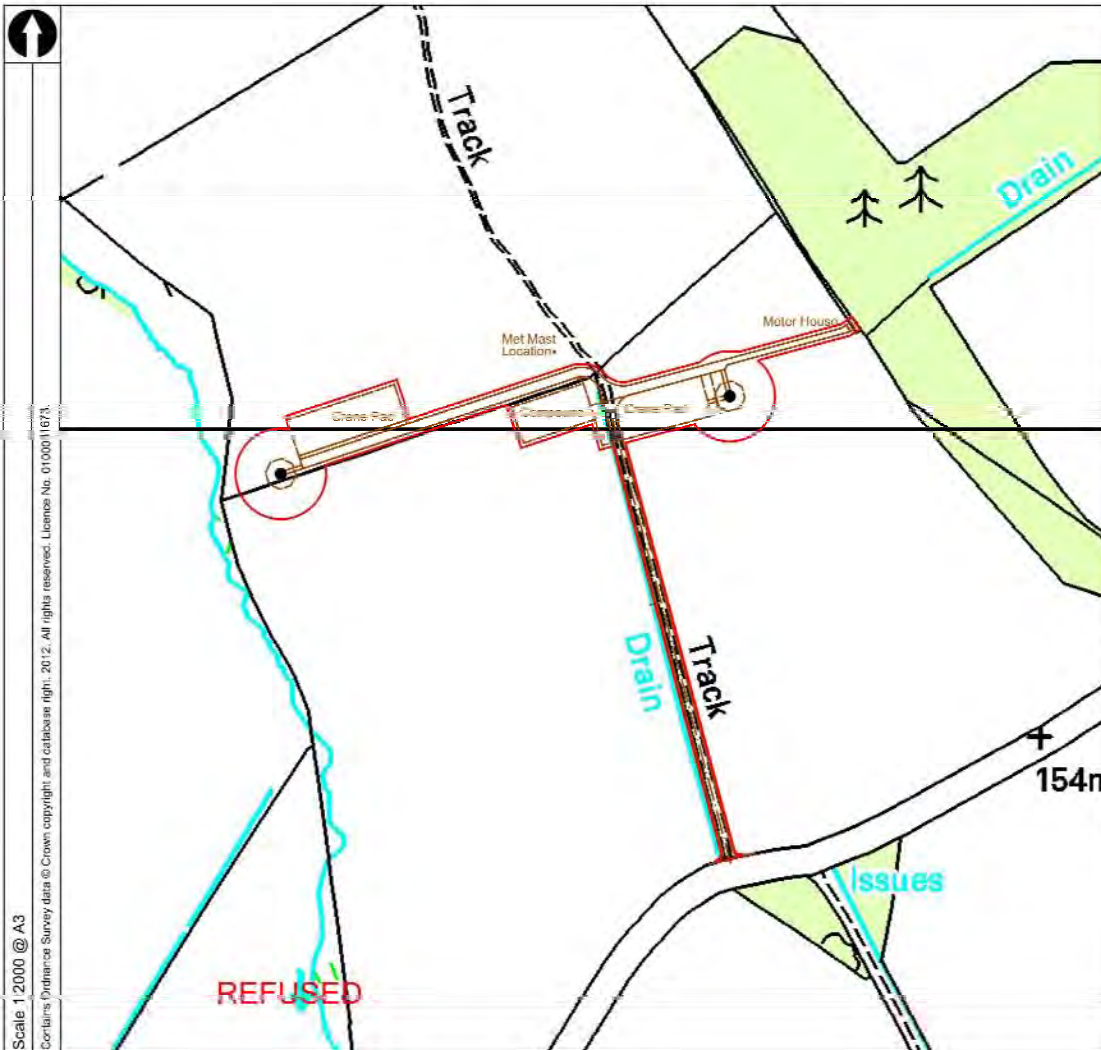 Track
Drain
Motor House
Met Mast
Location
Crane Pad
Compound
Crane Pad
Track
Drain
154m
Issues
REFUSED
Scale 1:2000 @ A3
Contains Ordnance Survey data © Crown copyright and database right. 2012. All rights reserved. Licence No. 0100011673.